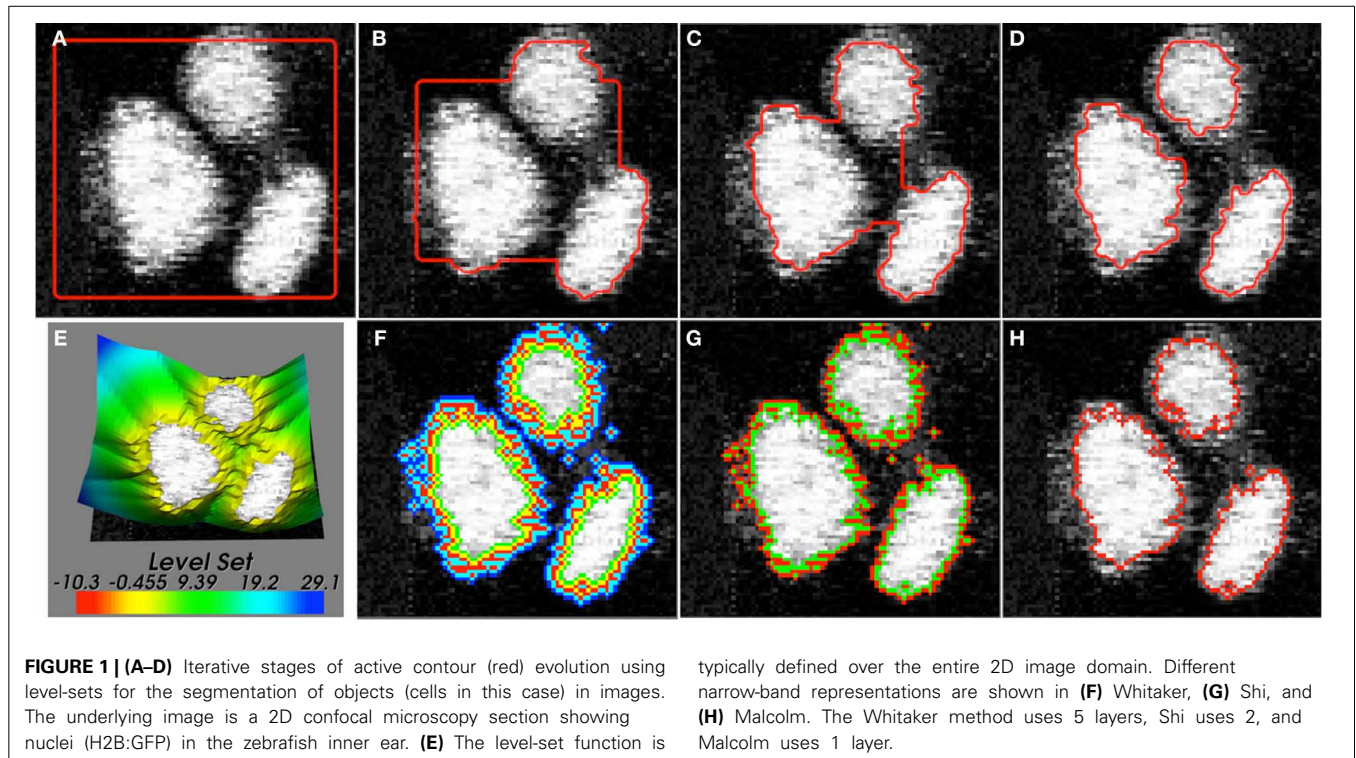 A
B
C
D
E
F
G
H
Level Set
-10.3 -0.455 9.39 19.2 29.1
FIGURE 1 | (A–D) Iterative stages of active contour (red) evolution using
level-sets for the segmentation of objects (cells in this case) in images.
The underlying image is a 2D confocal microscopy section showing
nuclei (H2B:GFP) in the zebrafish inner ear. (E) The level-set function is
typically defined over the entire 2D image domain. Different
narrow-band representations are shown in (F) Whitaker, (G) Shi, and
(H) Malcolm. The Whitaker method uses 5 layers, Shi uses 2, and
Malcolm uses 1 layer.